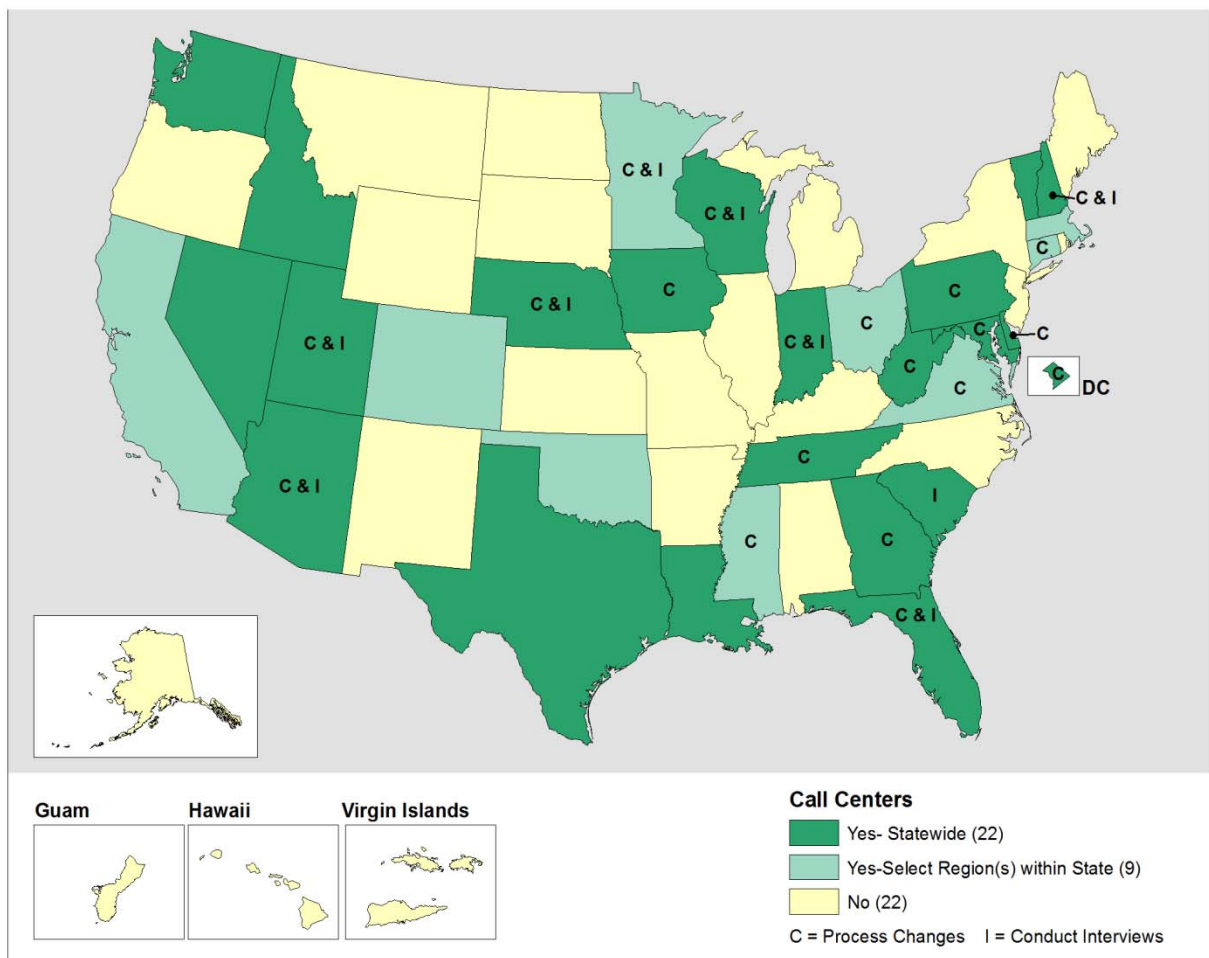 C & I
C & I
C & I
C & I
C
C
C
C & I
C & I
C
C
C
C
C
C
DC
C & I
C
I
C
C
C & I
Guam
Hawaii
Virgin Islands
Call Centers
Yes- Statewide (22)
Yes-Select Region(s) within State (9)
No (22)
C = Process Changes I = Conduct Interviews